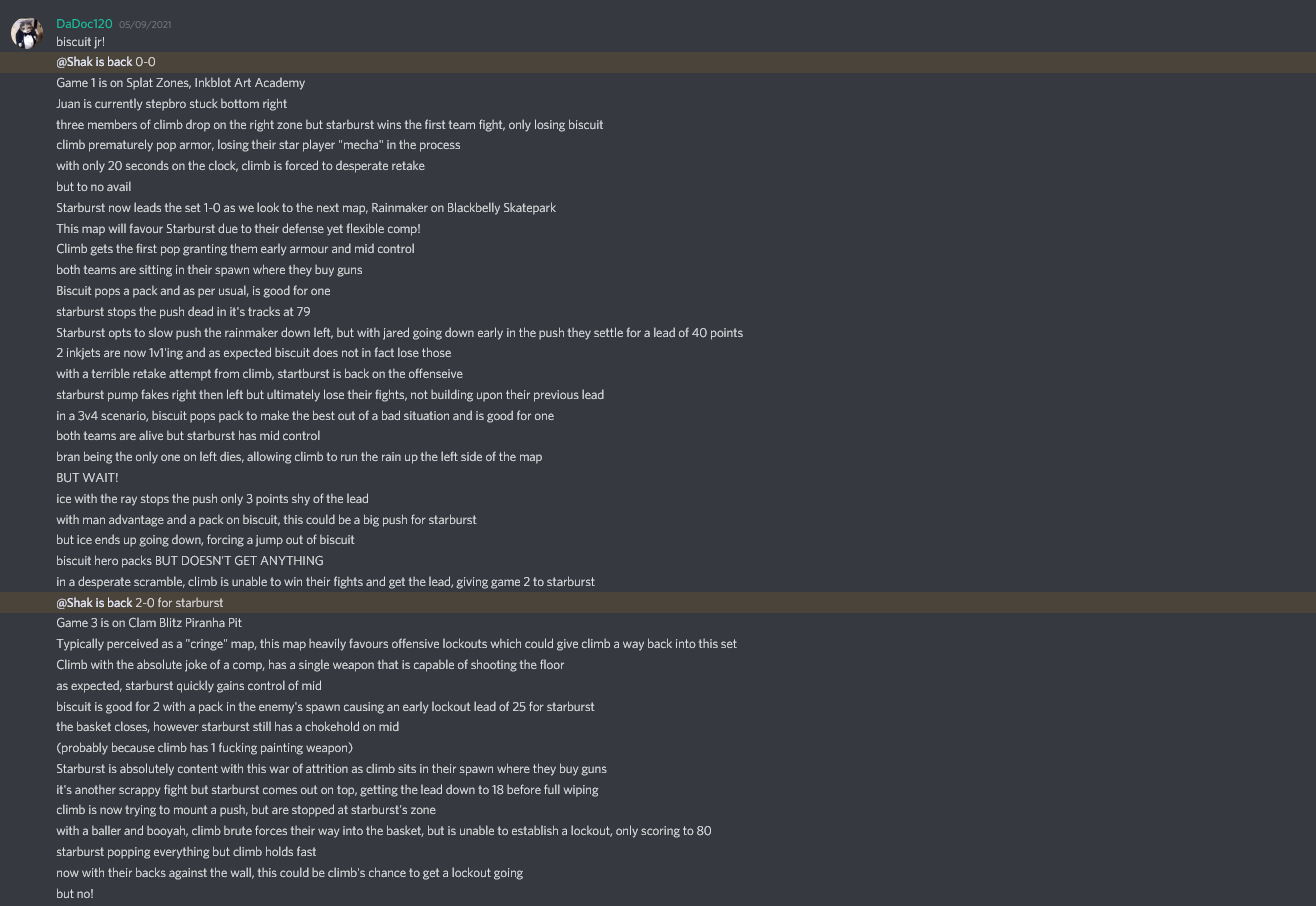 DaDoc120 05/09/2021
biscuit jr!
@Shak is back 0-0
Game 1 is on Splat Zones, Inkblot Art Academy
Juan is currently stepbro stuck bottom right
three members of climb drop on the right zone but starburst wins the first team fight, only losing biscuit
climb prematurely pop armor, losing their star player "mecha" in the process
with only 20 seconds on the clock, climb is forced to desperate retake
but to no avail
Starburst now leads the set 1-0 as we look to the next map, Rainmaker on Blackbelly Skatepark
This map will favour Starburst due to their defense yet flexible comp!
Climb gets the first pop granting them early armour and mid control
both teams are sitting in their spawn where they buy guns
Biscuit pops a pack and as per usual, is good for one
starburst stops the push dead in it's tracks at 79
Starburst opts to slow push the rainmaker down left, but with jared going down early in the push they settle for a lead of 40 points
2 inkjets are now 1v1'ing and as expected biscuit does not in fact lose those
with a terrible retake attempt from climb, startburst is back on the offenseive
starburst pump fakes right then left but ultimately lose their fights, not building upon their previous lead
in a 3v4 scenario, biscuit pops pack to make the best out of a bad situation and is good for one
both teams are alive but starburst has mid control
bran being the only one on left dies, allowing climb to run the rain up the left side of the map
BUT WAIT!
ice with the ray stops the push only 3 points shy of the lead
with man advantage and a pack on biscuit, this could be a big push for starburst
but ice ends up going down, forcing a jump out of biscuit
biscuit hero packs BUT DOESN'T GET ANYTHING
in a desperate scramble, climb is unable to win their fights and get the lead, giving game 2 to starburst
@Shak is back 2-0 for starburst
Game 3 is on Clam Blitz Piranha Pit
Typically perceived as a "cringe" map, this map heavily favours offensive lockouts which could give climb a way back into this set
Climb with the absolute joke of a comp, has a single weapon that is capable of shooting the floor
as expected, starburst quickly gains control of mid
biscuit is good for 2 with a pack in the enemy's spawn causing an early lockout lead of 25 for starburst
the basket closes, however starburst still has a chokehold on mid
(probably because climb has 1 fucking painting weapon)
Starburst is absolutely content with this war of attrition as climb sits in their spawn where they buy guns
it's another scrappy fight but starburst comes out on top, getting the lead down to 18 before full wiping
climb is now trying to mount a push, but are stopped at starburst's zone
with a baller and booyah, climb brute forces their way into the basket, but is unable to establish a lockout, only scoring to 80
starburst popping everything but climb holds fast
now with their backs against the wall, this could be climb's chance to get a lockout going
but no!